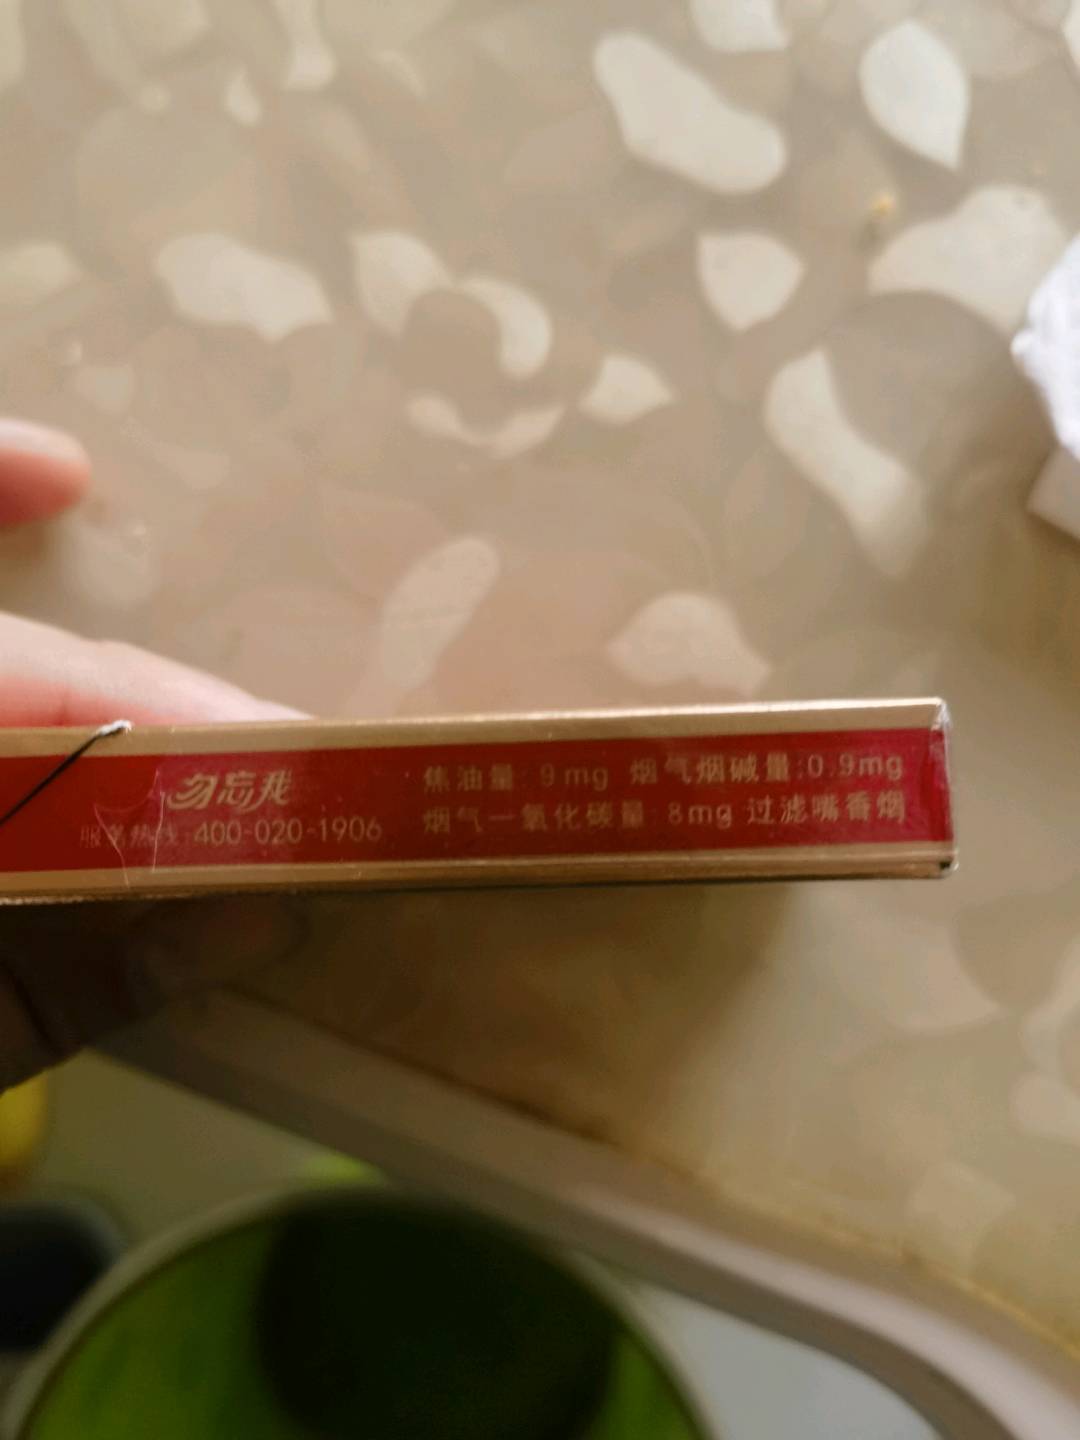 勿忘我
服务热线:400-020-1906
焦油量:9mg 烟气烟碱量:0.9mg
烟气一氧化碳量:8mg 过滤嘴香烟